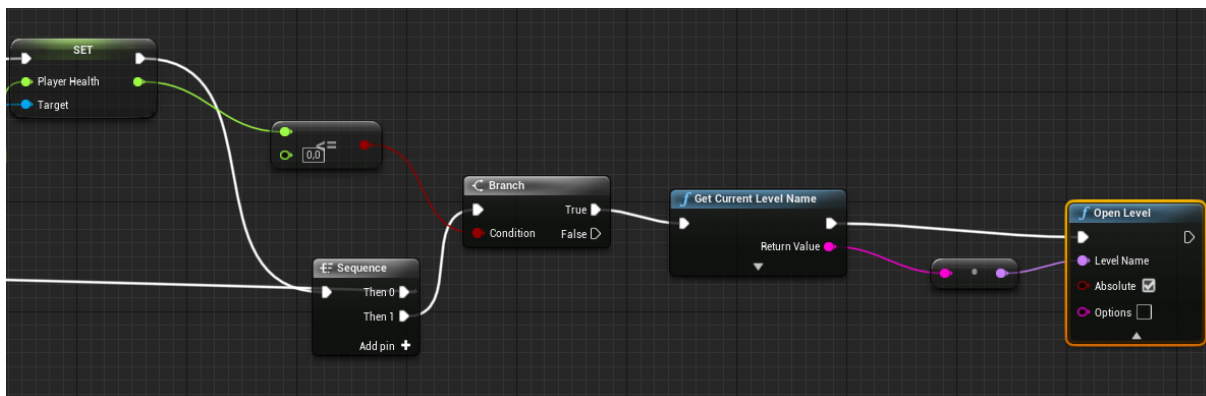 SET
Player Health
Target
<=
0,0
Branch
True
Condition
False
Sequence
Then 0
Then 1
Add pin +
f Get Current Level Name
Return Value
f Open Level
Level Name
Absolute
Options